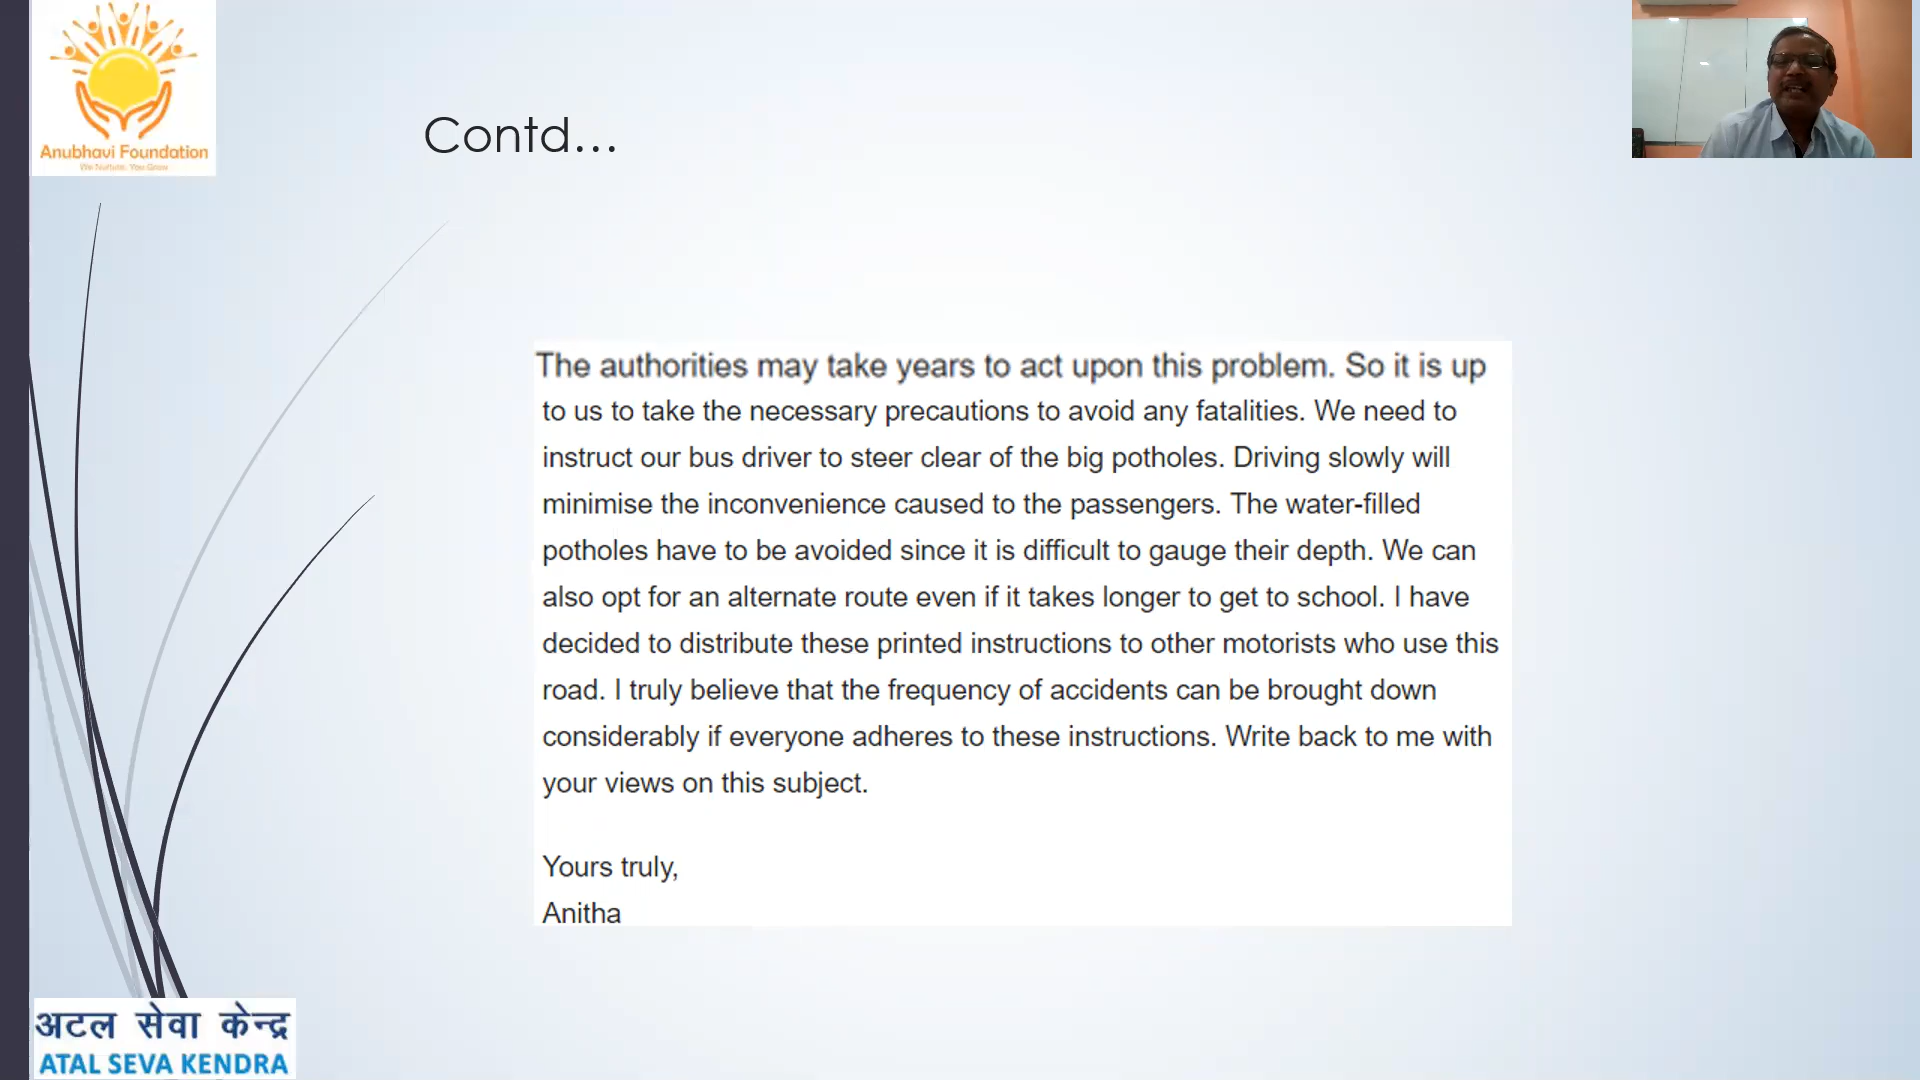 Anubhavi Foundation
We Nurture, You Grow
Contd...
The authorities may take years to act upon this problem. So it is up
to us to take the necessary precautions to avoid any fatalities. We need to
instruct our bus driver to steer clear of the big potholes. Driving slowly will
minimise the inconvenience caused to the passengers. The water-filled
potholes have to be avoided since it is difficult to gauge their depth. We can
also opt for an alternate route even if it takes longer to get to school. I have
decided to distribute these printed instructions to other motorists who use this
road. I truly believe that the frequency of accidents can be brought down
considerably if everyone adheres to these instructions. Write back to me with
your views on this subject.
Yours truly,
Anitha
अटल सेवा केन्द्र
ATAL SEVA KENDRA